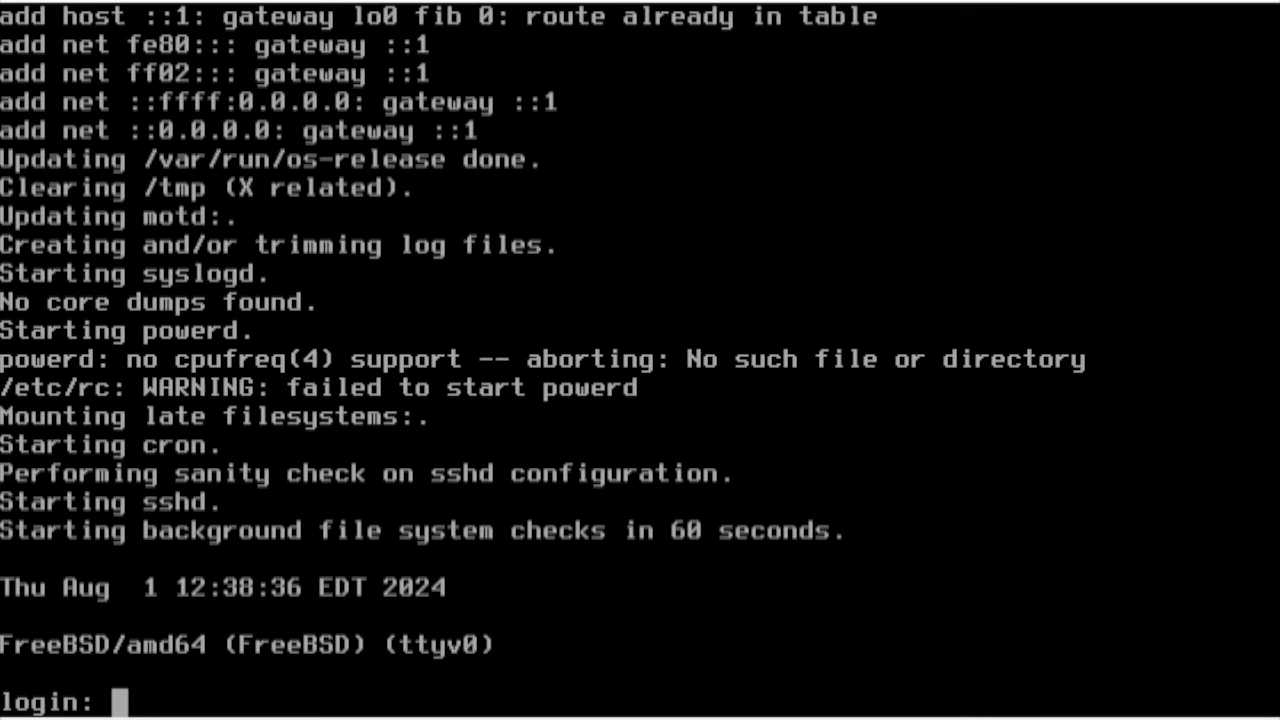 add host ::1: gateway lo0 fib 0: route already in table
add net fe80::: gateway ::1
add net ff02::: gateway ::1
add net ::ffff:0.0.0.0: gateway ::1
add net ::0.0.0.0: gateway ::1
Updating /var/run/os-release done.
Clearing /tmp (X related).
Updating motd:.
Creating and/or trimming log files.
Starting syslogd.
No core dumps found.
Starting powerd.
powerd: no cpufreq(4) support -- aborting: No such file or directory
/etc/rc: WARNING: failed to start powerd
Mounting late filesystems:.
Starting cron.
Performing sanity check on sshd configuration.
Starting sshd.
Starting background file system checks in 60 seconds.
Thu Aug  1 12:38:36 EDT 2024
FreeBSD/amd64 (FreeBSD) (ttyv0)
login: